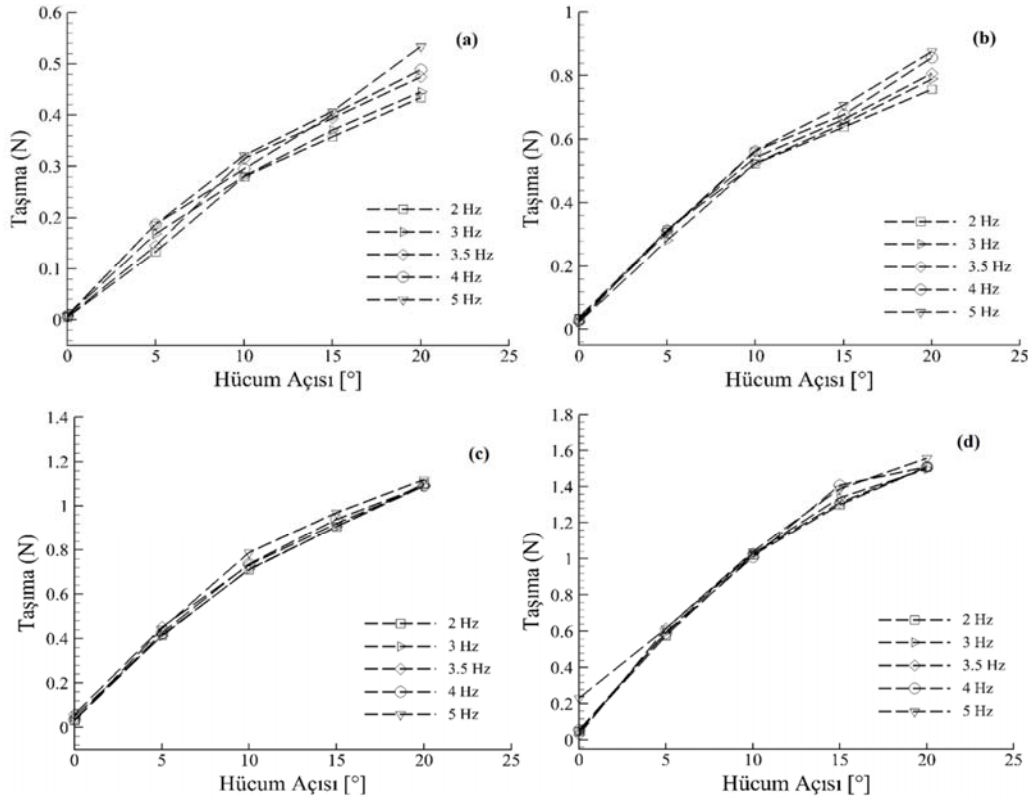 (a)
0.6
0.5
0.4
0.3
0.2
0.1
0
Taşıma (N)
2 Hz
3 Hz
3.5 Hz
4 Hz
5 Hz
0 5 10 15 20 25
Hücum Açısı [°]
(b)
1
0.8
0.6
0.4
0.2
0
Taşıma (N)
2 Hz
3 Hz
3.5 Hz
4 Hz
5 Hz
0 5 10 15 20 25
Hücum Açısı [°]
(c)
1.4
1.2
1
0.8
0.6
0.4
0.2
0
Taşıma (N)
2 Hz
3 Hz
3.5 Hz
4 Hz
5 Hz
0 5 10 15 20 25
Hücum Açısı [°]
(d)
1.8
1.6
1.4
1.2
1
0.8
0.6
0.4
0.2
0
Taşıma (N)
2 Hz
3 Hz
3.5 Hz
4 Hz
5 Hz
0 5 10 15 20 25
Hücum Açısı [°]